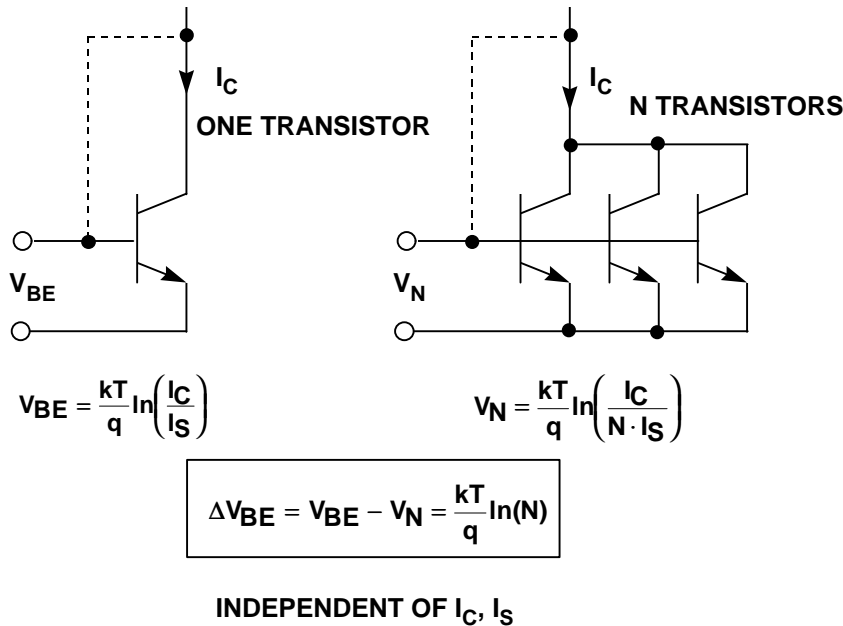 I_C
ONE TRANSISTOR
V_BE
V_BE = kT/q ln(I_C/I_S)
I_C
N TRANSISTORS
V_N
V_N = kT/q ln(I_C/N · I_S)
ΔV_BE = V_BE − V_N = kT/q ln(N)
INDEPENDENT OF I_C, I_S